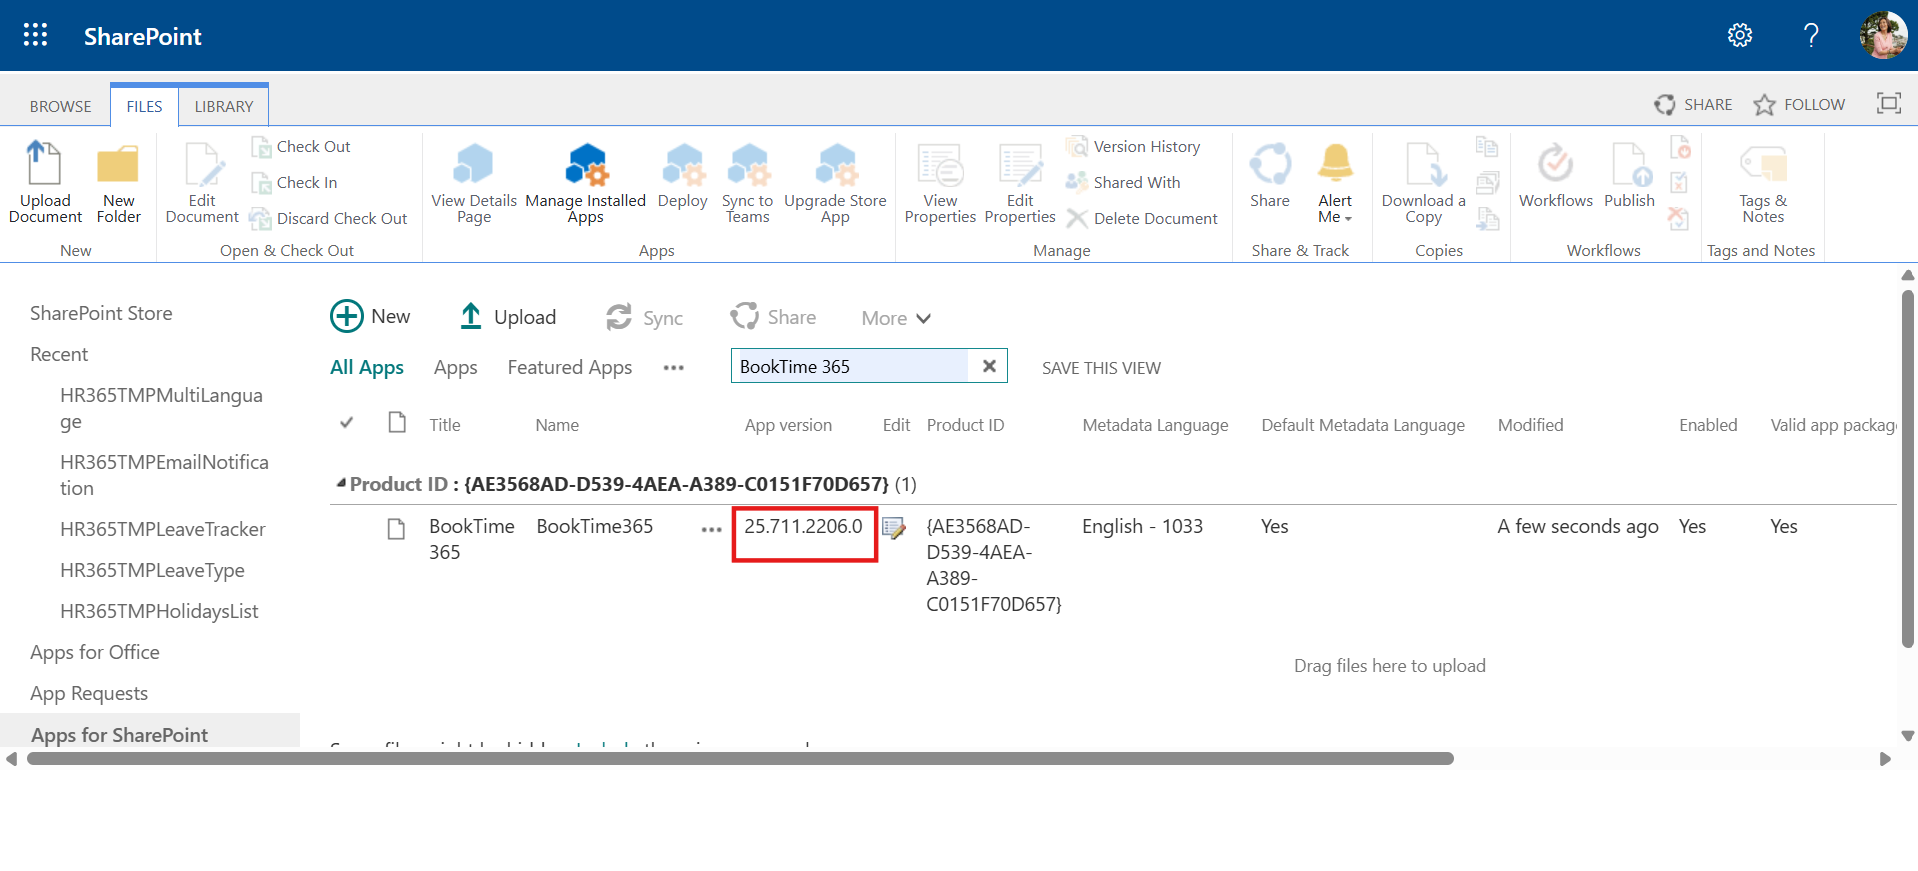 SharePoint
BROWSE FILES LIBRARY SHARE FOLLOW
Upload Document
New Folder
New
Edit Document
Check Out
Check In
Discard Check Out
Open & Check Out
View Details Page
Manage Installed Apps
Deploy
Sync to Teams
Upgrade Store App
Apps
View Properties
Edit Properties
Version History
Shared With
Delete Document
Manage
Share
Alert Me
Share & Track
Download a Copy
Copies
Workflows
Publish
Workflows
Tags & Notes
Tags and Notes
SharePoint Store
Recent
HR365TMPMultiLangua
ge
HR365TMPEmailNotifica
tion
HR365TMPLeaveTracker
HR365TMPLeaveType
HR365TMPHolidaysList
Apps for Office
App Requests
Apps for SharePoint
New Upload Sync Share More
All Apps Apps Featured Apps ••• BookTime 365 SAVE THIS VIEW
Title Name App version Edit Product ID Metadata Language Default Metadata Language Modified Enabled Valid app packag
Product ID : {AE3568AD-D539-4AEA-A389-C0151F70D657} (1)
BookTime BookTime365 ••• 25.711.2206.0 {AE3568AD- English - 1033 Yes A few seconds ago Yes Yes
365 D539-4AEA-
A389-
C0151F70D657}
Drag files here to upload